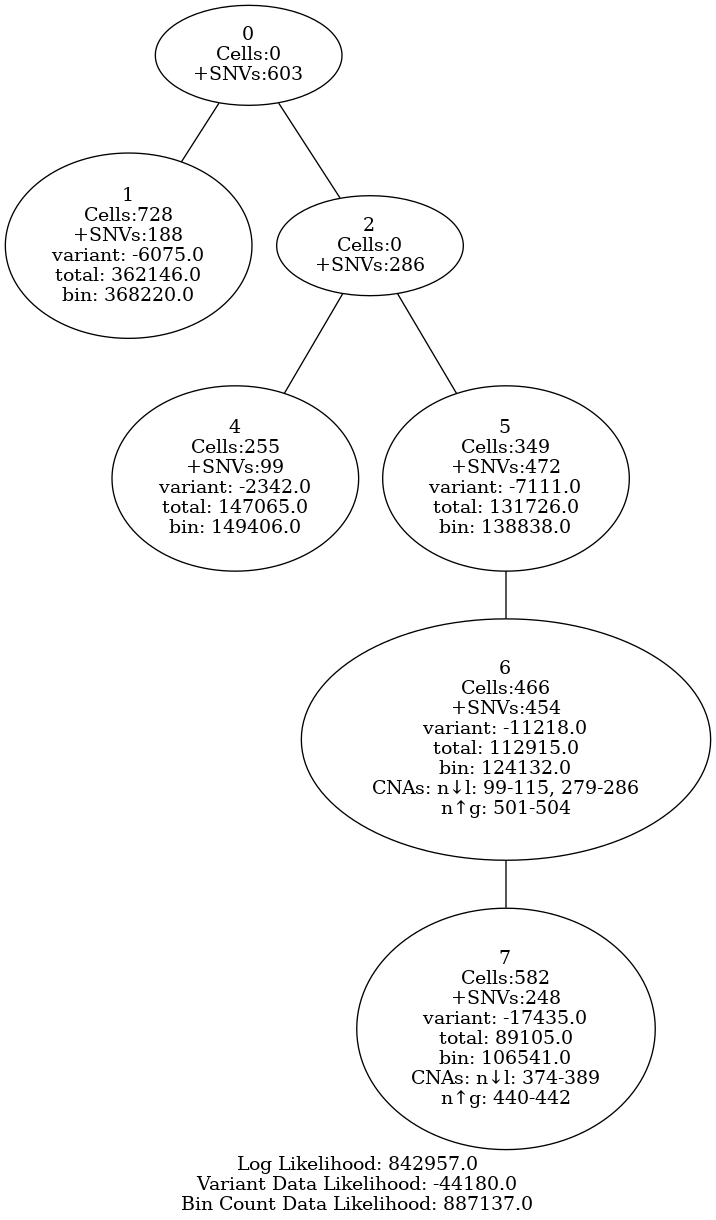 0
Cells:0
+SNVs:603
1
Cells:728
+SNVs:188
variant: -6075.0
total: 362146.0
bin: 368220.0
2
Cells:0
+SNVs:286
4
Cells:255
+SNVs:99
variant: -2342.0
total: 147065.0
bin: 149406.0
5
Cells:349
+SNVs:472
variant: -7111.0
total: 131726.0
bin: 138838.0
6
Cells:466
+SNVs:454
variant: -11218.0
total: 112915.0
bin: 124132.0
CNAs: n↓l: 99-115, 279-286
n↑g: 501-504
7
Cells:582
+SNVs:248
variant: -17435.0
total: 89105.0
bin: 106541.0
CNAs: n↓l: 374-389
n↑g: 440-442
Log Likelihood: 842957.0
Variant Data Likelihood: -44180.0
Bin Count Data Likelihood: 887137.0